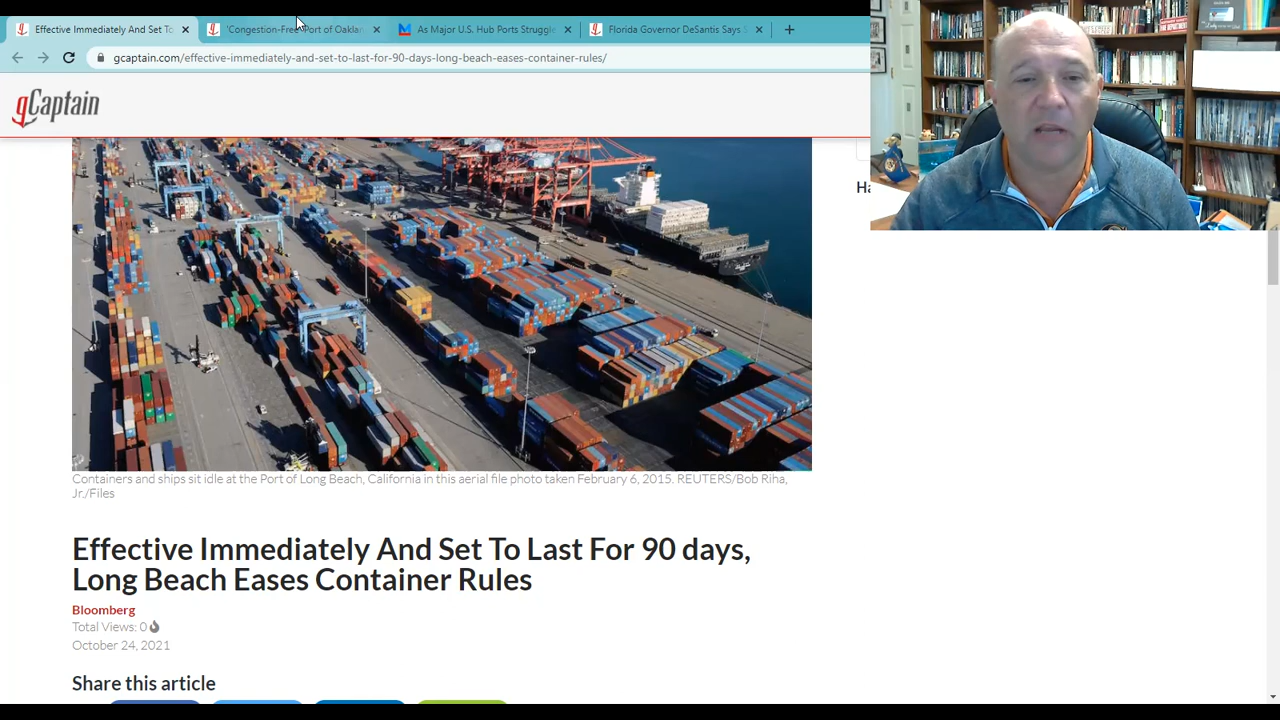 Effective Immediately And Set To
'Congestion-Free' Port of Oaklan
As Major U.S. Hub Ports Struggle
Florida Governor DeSantis Says
gcaptain.com/effective-immediately-and-set-to-last-for-90-days-long-beach-eases-container-rules/
gCaptain
Ha
Containers and ships sit idle at the Port of Long Beach, California in this aerial file photo taken February 6, 2015. REUTERS/Bob Riha,
Jr./Files
Effective Immediately And Set To Last For 90 days,
Long Beach Eases Container Rules
Bloomberg
Total Views: 0
October 24, 2021
Share this article